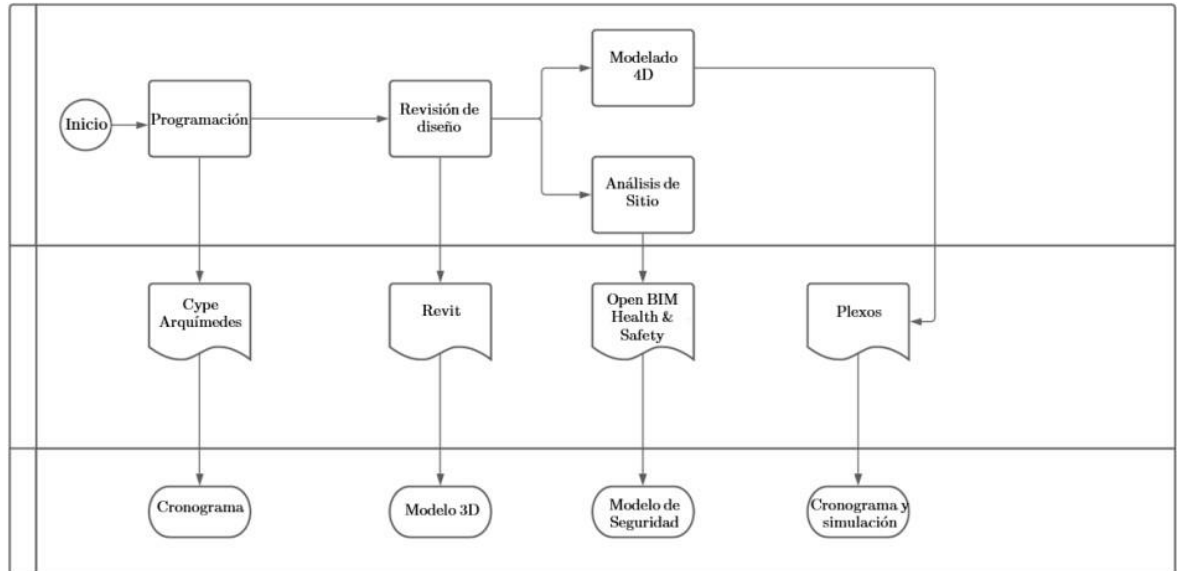 Inicio
Programación
Revisión de
diseño
Modelado
4D
Análisis de
Sitio
Cype
Arquímedes
Revit
Open BIM
Health &
Safety
Plexos
Cronograma
Modelo 3D
Modelo de
Seguridad
Cronograma y
simulación